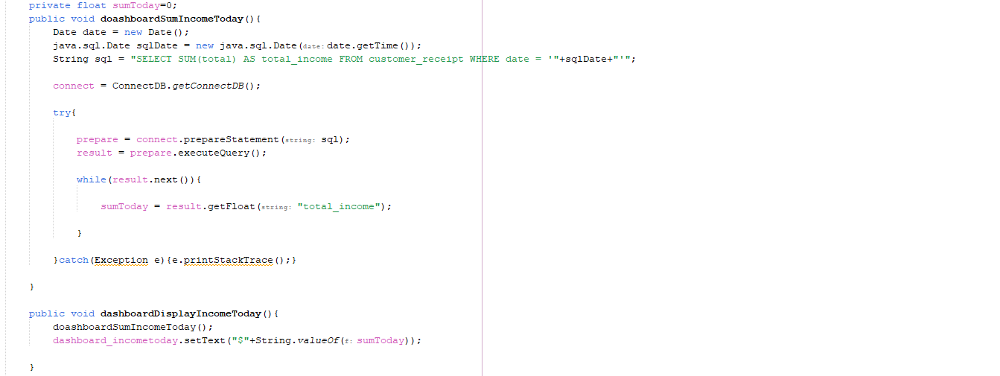 private float sumToday=0;
public void doashboardSumIncomeToday(){
Date date = new Date();
java.sql.Date sqlDate = new java.sql.Date(date: date.getTime());
String sql = "SELECT SUM(total) AS total_income FROM customer_receipt WHERE date = '"+sqlDate+"'";
connect = ConnectDB.getConnectDB();
try{
prepare = connect.prepareStatement(string: sql);
result = prepare.executeQuery();
while(result.next()){
sumToday = result.getFloat(string: "total_income");
}
}catch(Exception e){e.printStackTrace();}
}
public void dashboardDisplayIncomeToday(){
doashboardSumIncomeToday();
dashboard_incometoday.setText("$"+String.valueOf(f: sumToday));
}